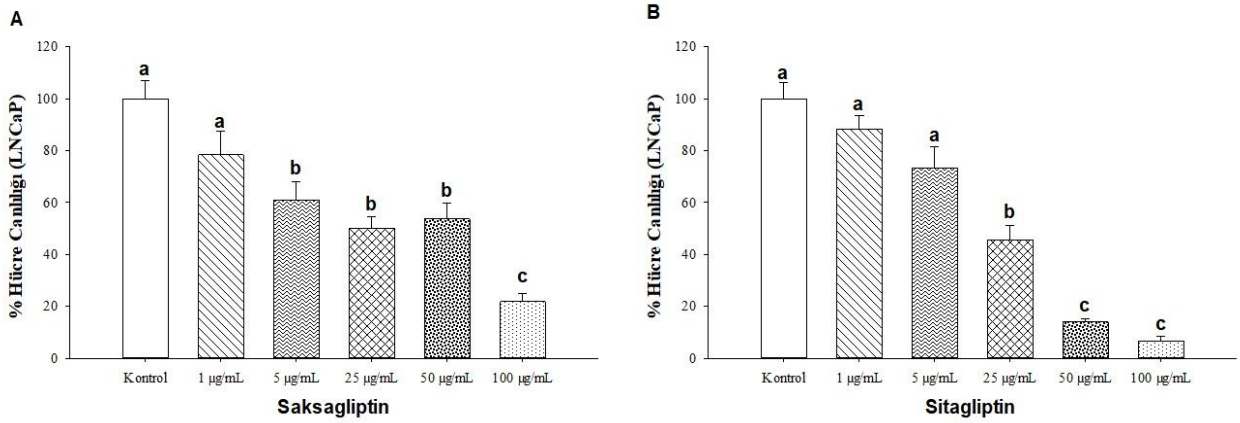 A
% Hücre Canlılığı (LNCaP)
120
100
80
60
40
20
0
a
a
b
b
b
c
Kontrol 1 µg/mL 5 µg/mL 25 µg/mL 50 µg/mL 100 µg/mL
Saksagliptin
B
% Hücre Canlılığı (LNCaP)
120
100
80
60
40
20
0
a
a
a
b
c
c
Kontrol 1 µg/mL 5 µg/mL 25 µg/mL 50 µg/mL 100 µg/mL
Sitagliptin